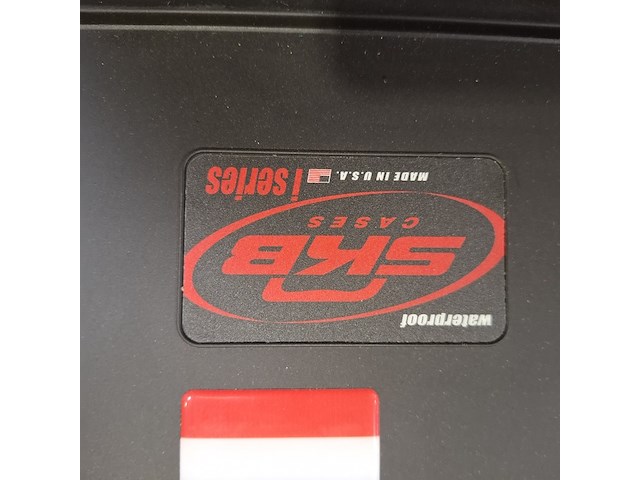 waterproof
SKB
CASES
MADE IN U.S.A. i series